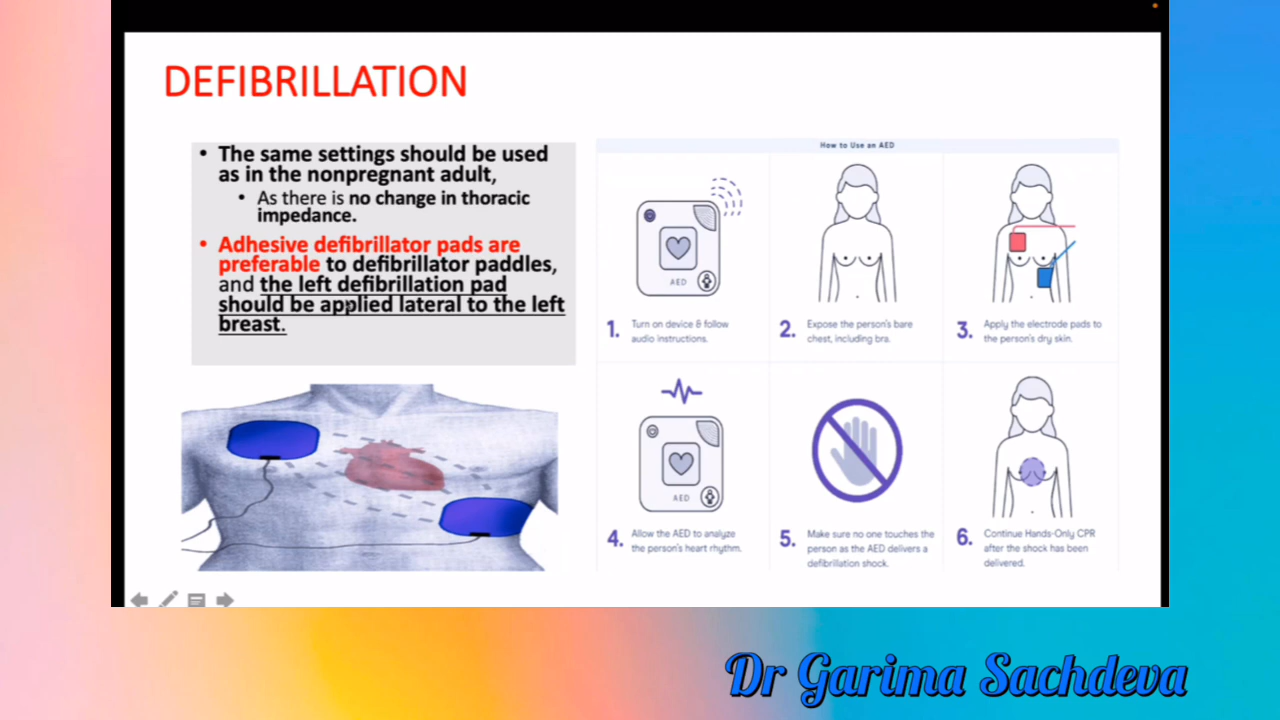 DEFIBRILLATION
• The same settings should be used
as in the nonpregnant adult,
• As there is no change in thoracic
impedance.
• Adhesive defibrillator pads are
preferable to defibrillator paddles,
and the left defibrillation pad
should be applied lateral to the left
breast.
How to Use an AED
AED
1. Turn on device & follow
audio instructions.
2. Expose the person's bare
chest, including bra.
3. Apply the electrode pads to
the person's dry skin.
AED
4. Allow the AED to analyze
the person's heart rhythm.
5. Make sure no one touches the
person as the AED delivers a
defibrillation shock.
6. Continue Hands-Only CPR
after the shock has been
delivered.
Dr Garima Sachdeva